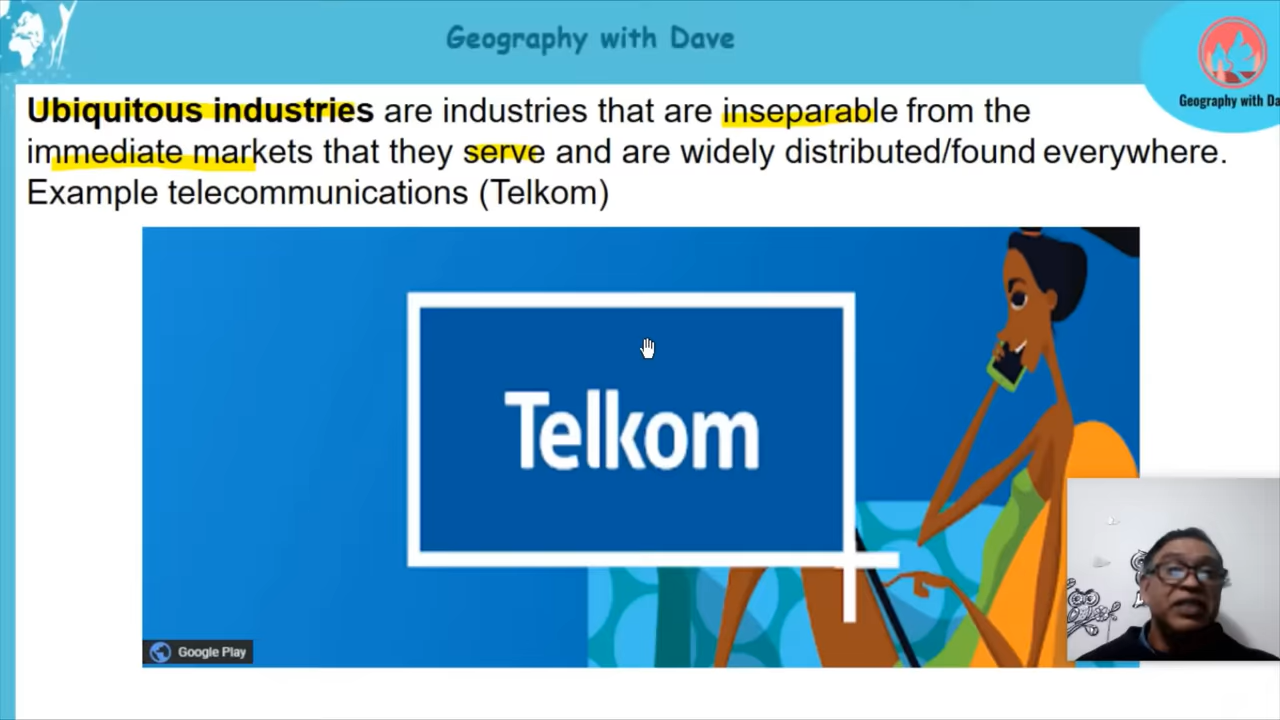 Geography with Dave
Geography with Da
Ubiquitous industries are industries that are inseparable from the
immediate markets that they serve and are widely distributed/found everywhere.
Example telecommunications (Telkom)
Telkom
Google Play